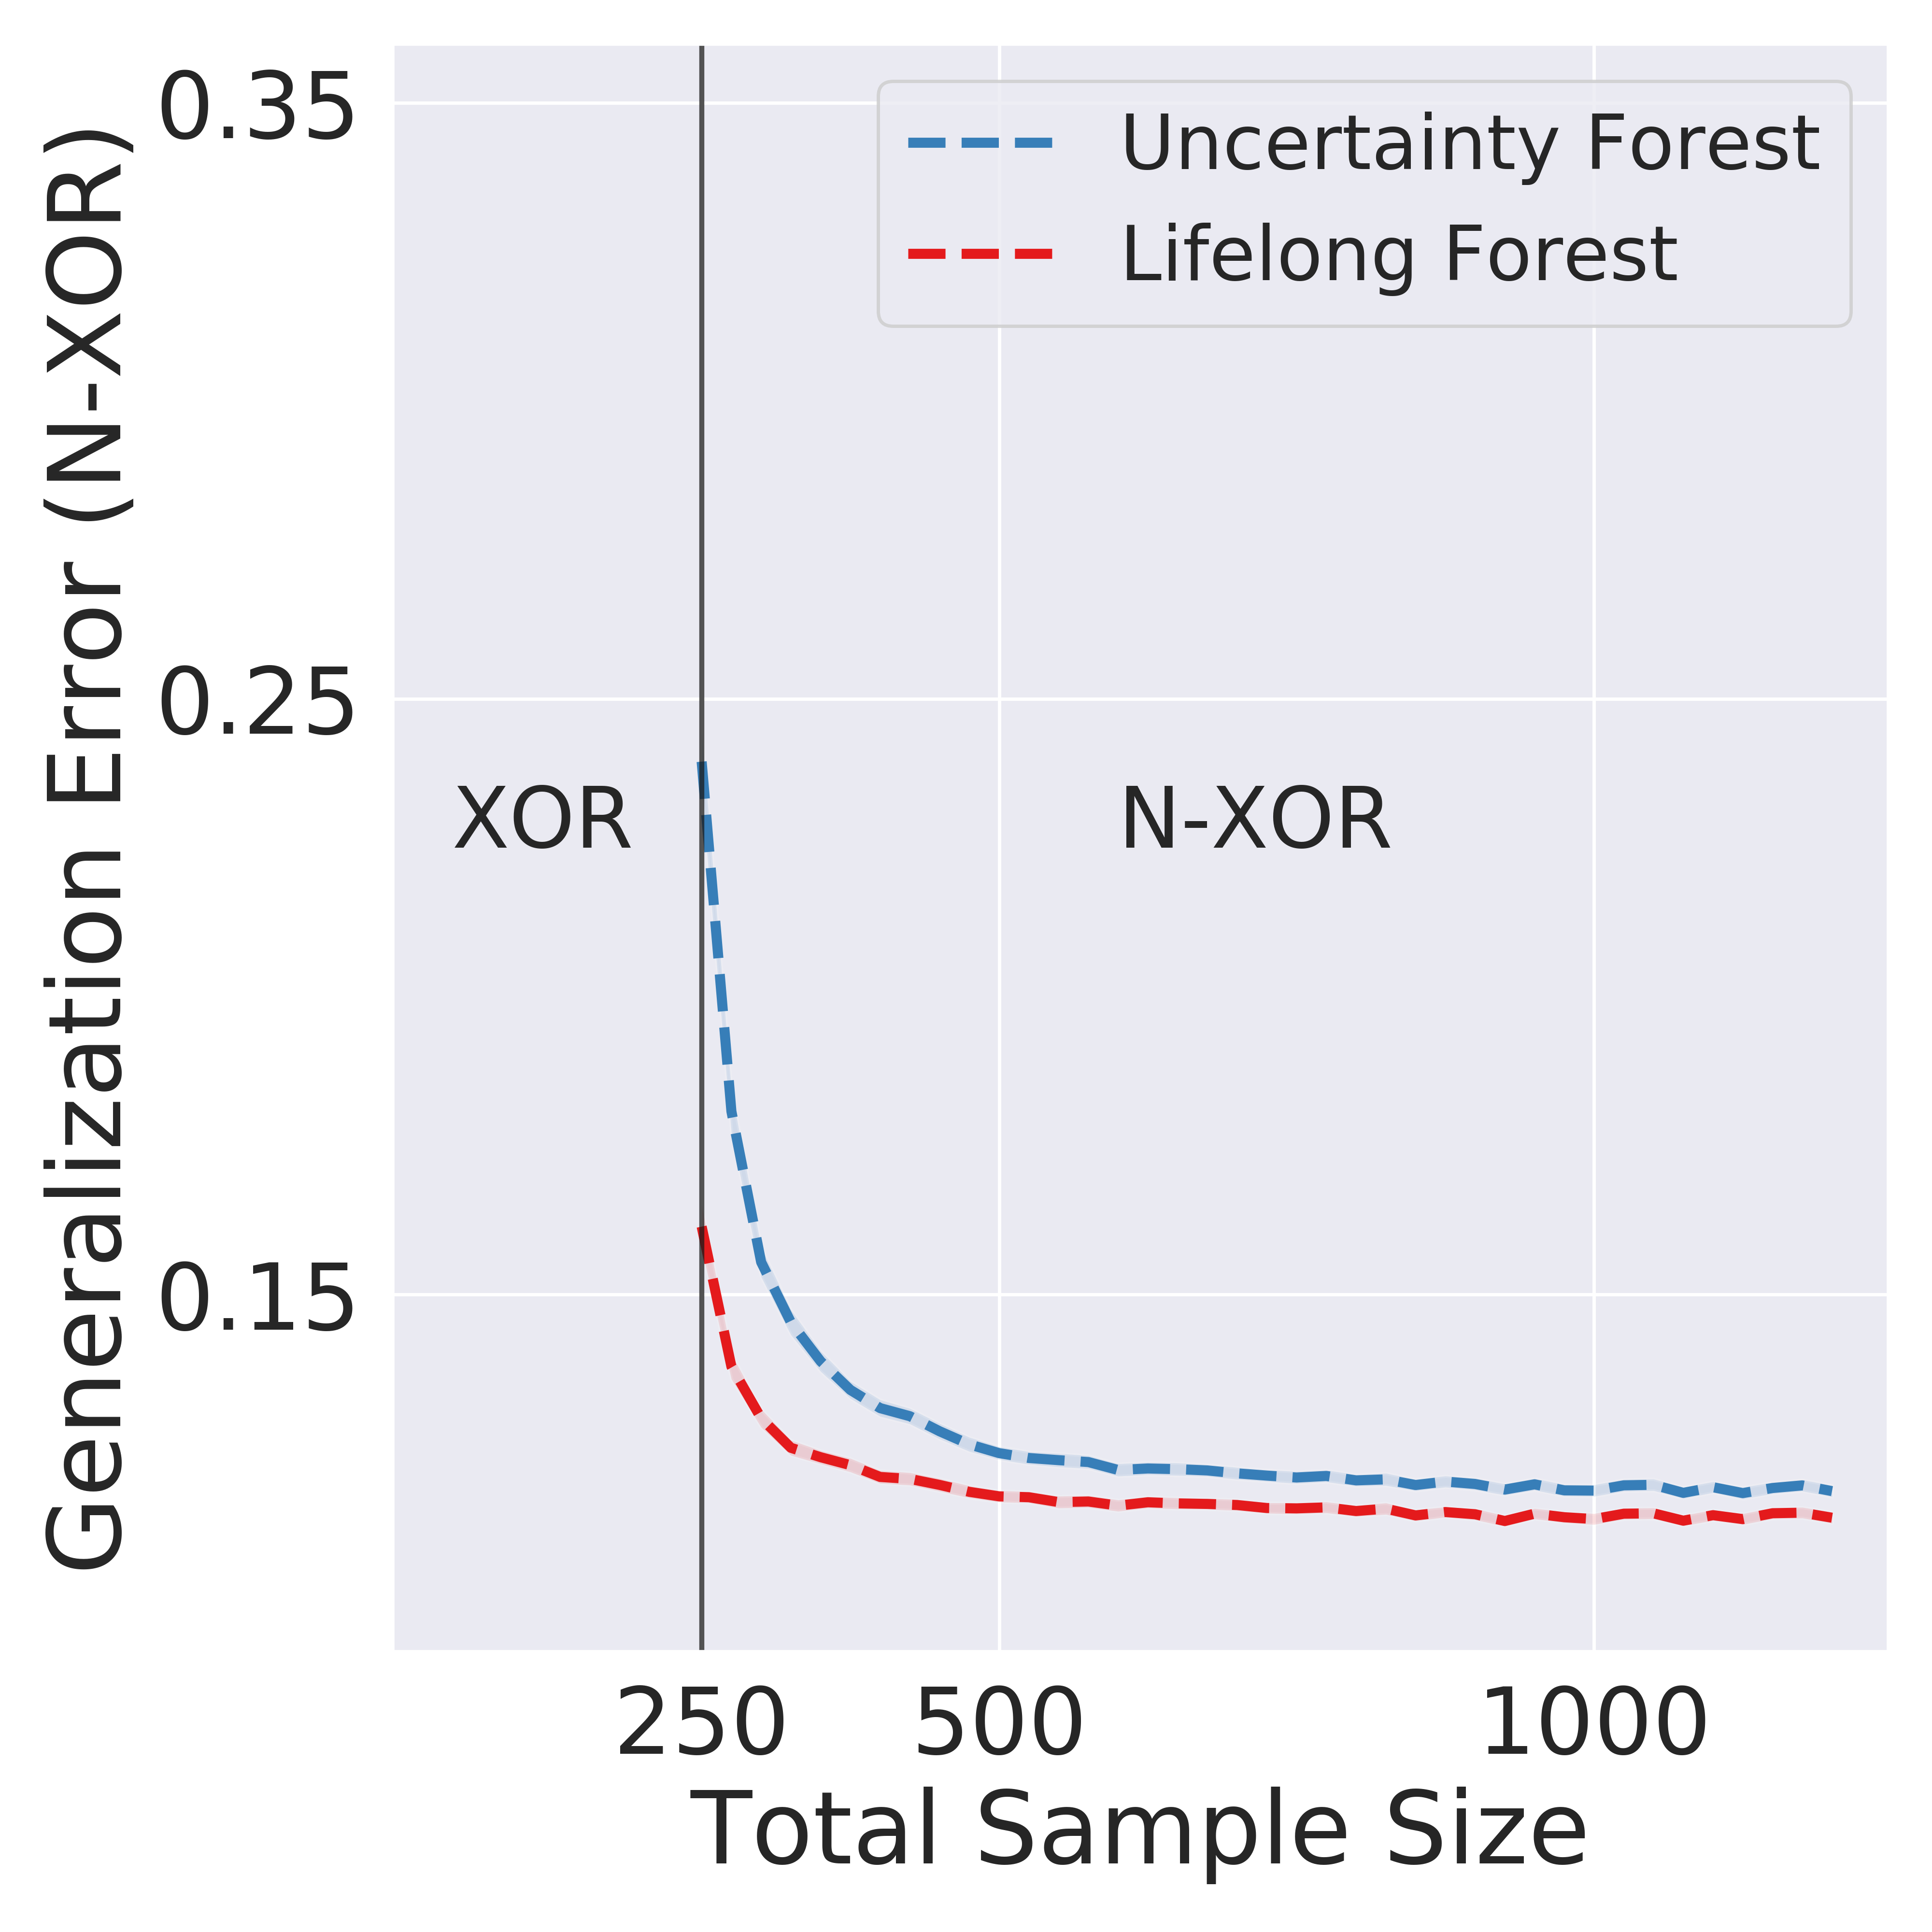 Generalization Error (N-XOR)
0.35
0.25
0.15
Uncertainty Forest
Lifelong Forest
XOR
N-XOR
250
500
1000
Total Sample Size